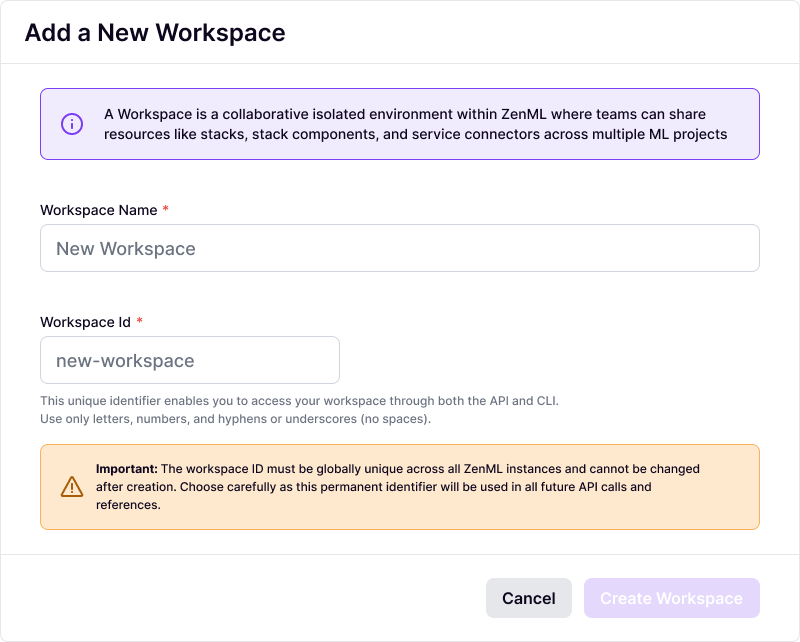 Add a New Workspace
A Workspace is a collaborative isolated environment within ZenML where teams can share
resources like stacks, stack components, and service connectors across multiple ML projects
Workspace Name *
New Workspace
Workspace Id *
new-workspace
This unique identifier enables you to access your workspace through both the API and CLI.
Use only letters, numbers, and hyphens or underscores (no spaces).
Important: The workspace ID must be globally unique across all ZenML instances and cannot be changed
after creation. Choose carefully as this permanent identifier will be used in all future API calls and
references.
Cancel
Create Workspace